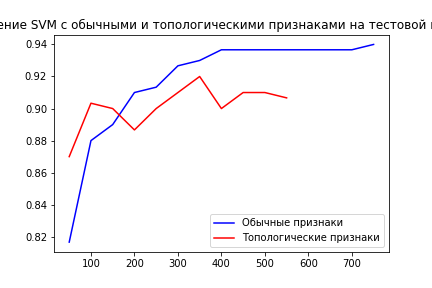 ение SVM с обычными и топологическими признаками на тестовой
0.94
0.92
0.90
0.88
0.86
0.84
0.82
100 200 300 400 500 600 700
Обычные признаки
Топологические признаки